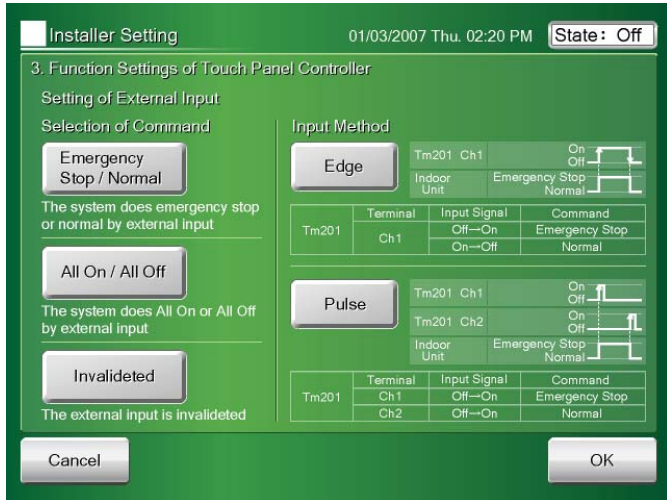 Installer Setting
01/03/2007 Thu. 02:20 PM
State: Off
3. Function Settings of Touch Panel Controller
Setting of External Input
Selection of Command
Emergency
Stop / Normal
The system does emergency stop
or normal by external input
All On / All Off
The system does All On or All Off
by external input
Invalideted
The external input is invalideted
Input Method
Edge
Tm201 Ch1
On
Off
Indoor
Unit
Emergency Stop
Normal
Terminal Input Signal Command
Tm201
Ch1
Off→On Emergency Stop
On→Off Normal
Pulse
Tm201 Ch1
On
Off
Tm201 Ch2
On
Off
Indoor
Unit
Emergency Stop
Normal
Terminal Input Signal Command
Tm201
Ch1 Off→On Emergency Stop
Ch2 Off→On Normal
Cancel
OK